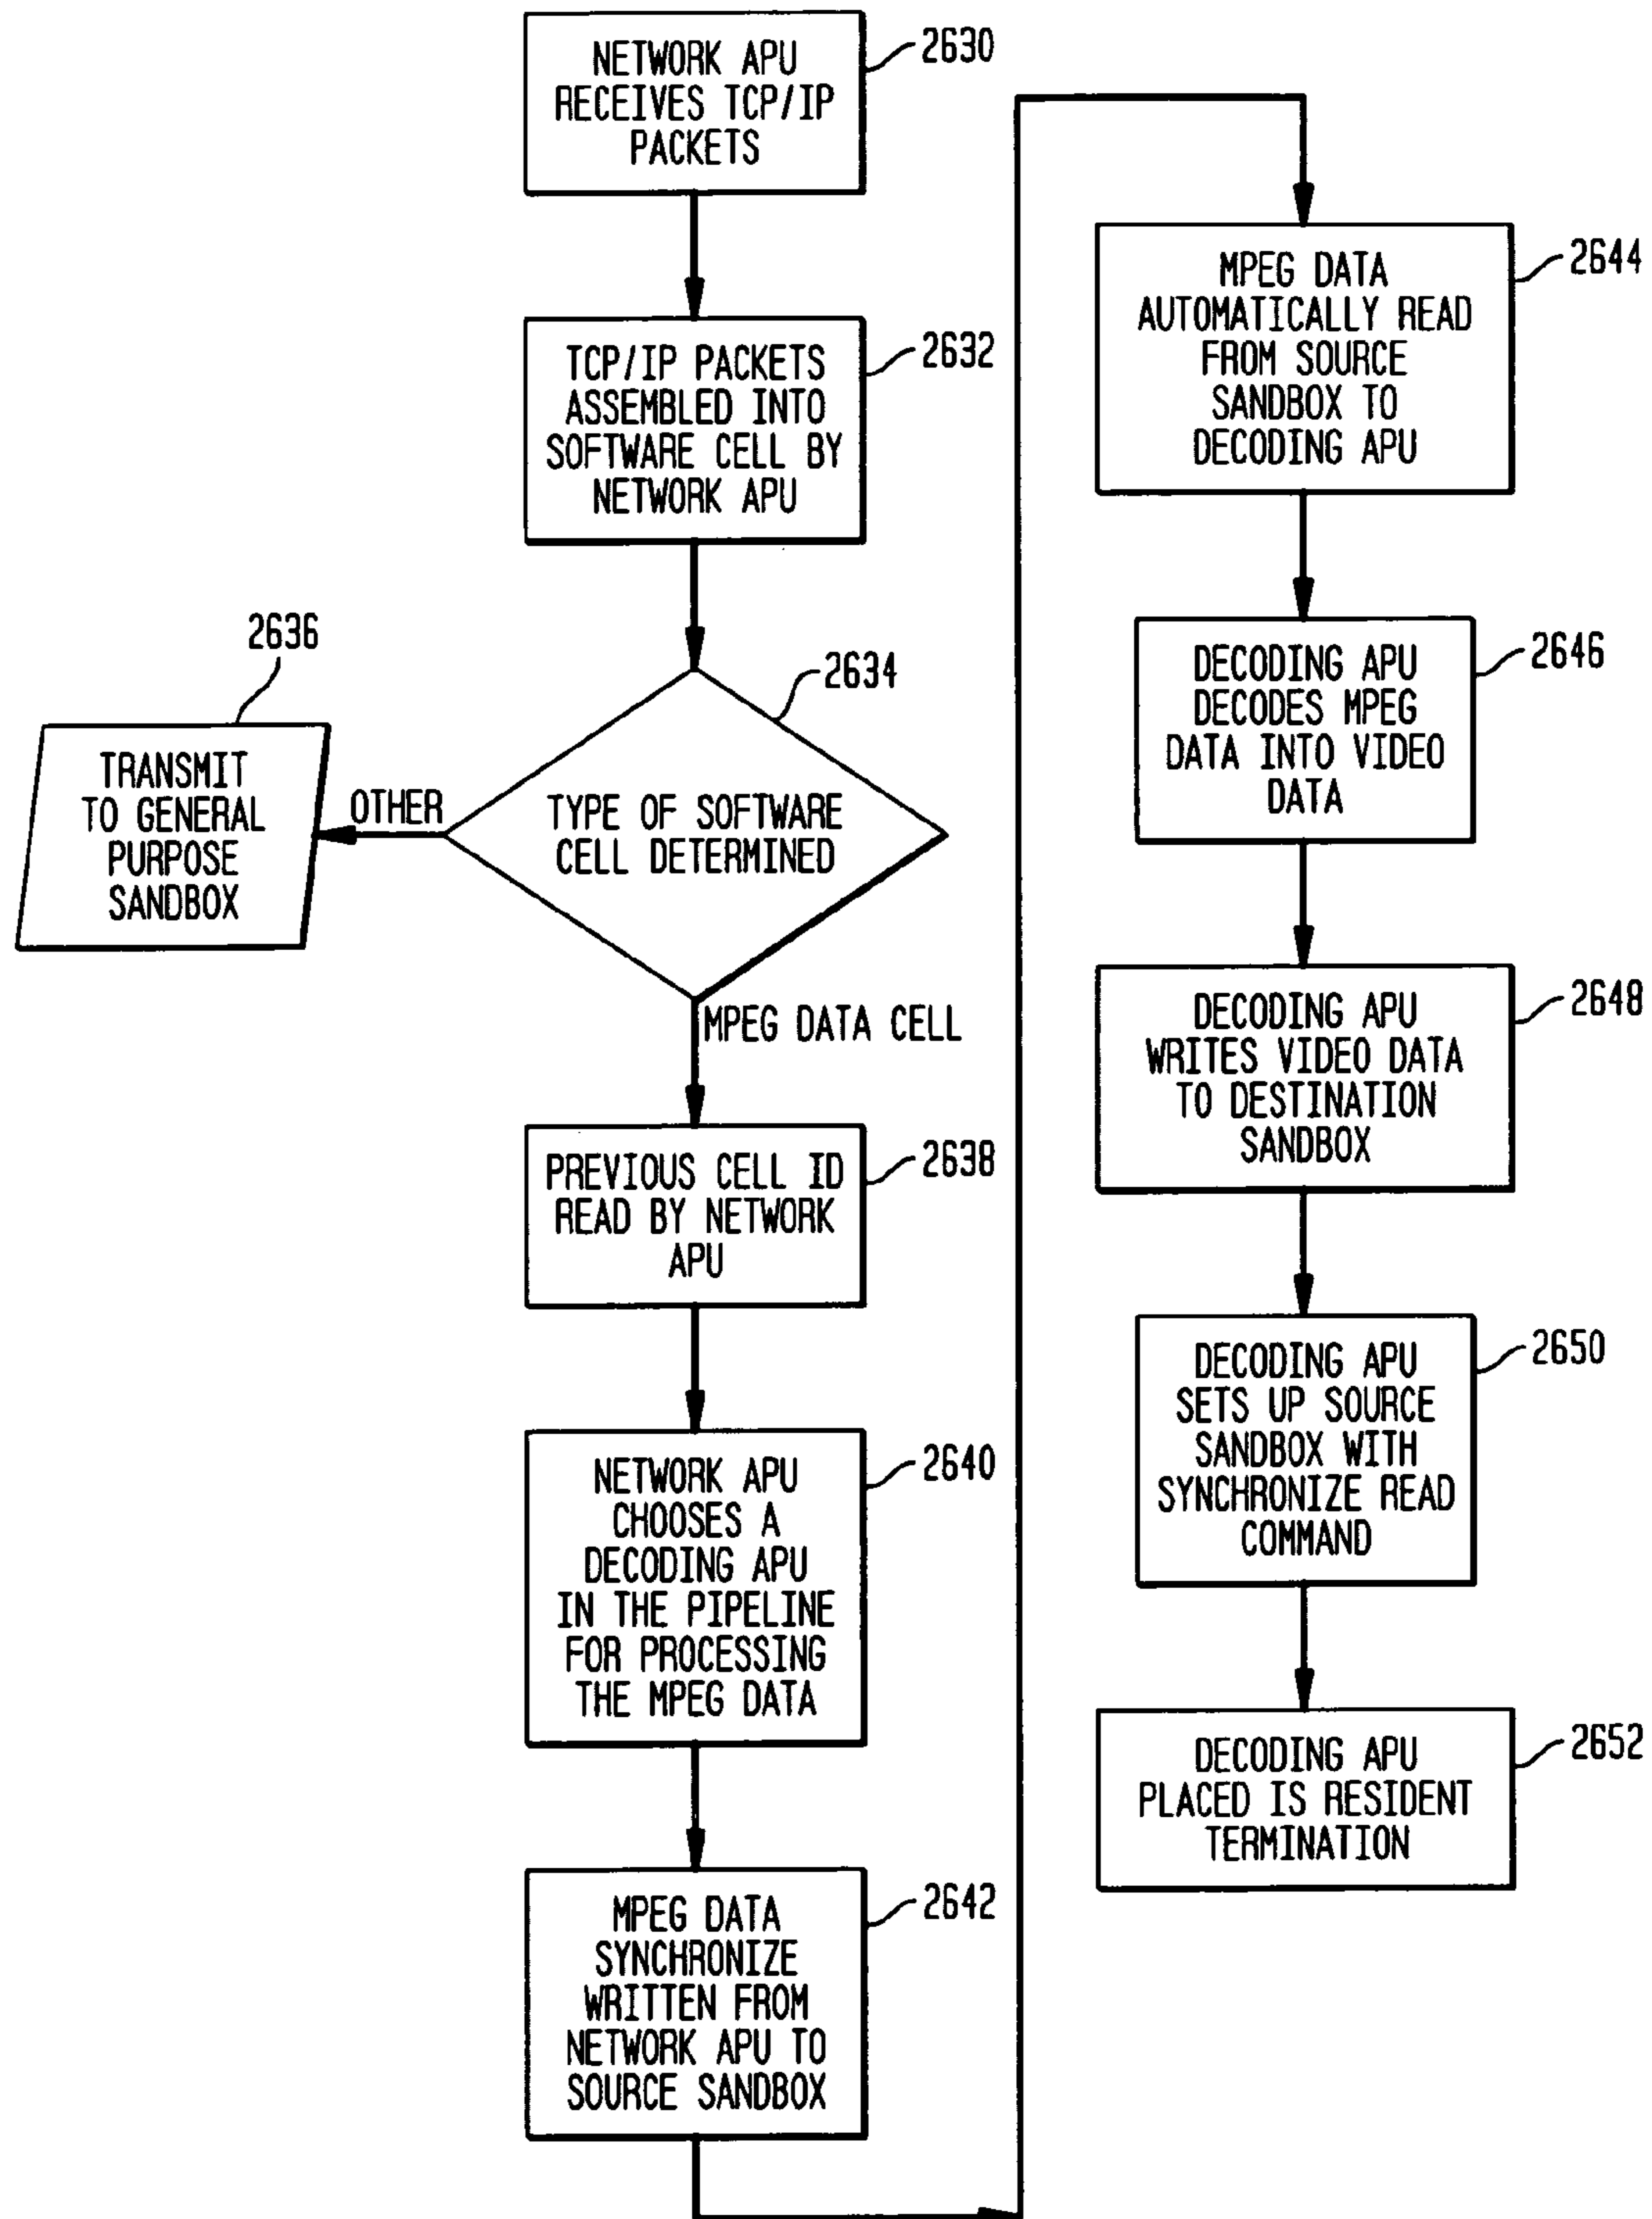 NETWORK APU
RECEIVES TCP/IP
PACKETS
2630
TCP/IP PACKETS
ASSEMBLED INTO
SOFTWARE CELL BY
NETWORK APU
2632
TYPE OF SOFTWARE
CELL DETERMINED
2634
OTHER
TRANSMIT
TO GENERAL
PURPOSE
SANDBOX
2636
MPEG DATA CELL
PREVIOUS CELL ID
READ BY NETWORK
APU
2638
NETWORK APU
CHOOSES A
DECODING APU
IN THE PIPELINE
FOR PROCESSING
THE MPEG DATA
2640
MPEG DATA
SYNCHRONIZE
WRITTEN FROM
NETWORK APU TO
SOURCE SANDBOX
2642
MPEG DATA
AUTOMATICALLY READ
FROM SOURCE
SANDBOX TO
DECODING APU
2644
DECODING APU
DECODES MPEG
DATA INTO VIDEO
DATA
2646
DECODING APU
WRITES VIDEO DATA
TO DESTINATION
SANDBOX
2648
DECODING APU
SETS UP SOURCE
SANDBOX WITH
SYNCHRONIZE READ
COMMAND
2650
DECODING APU
PLACED IS RESIDENT
TERMINATION
2652